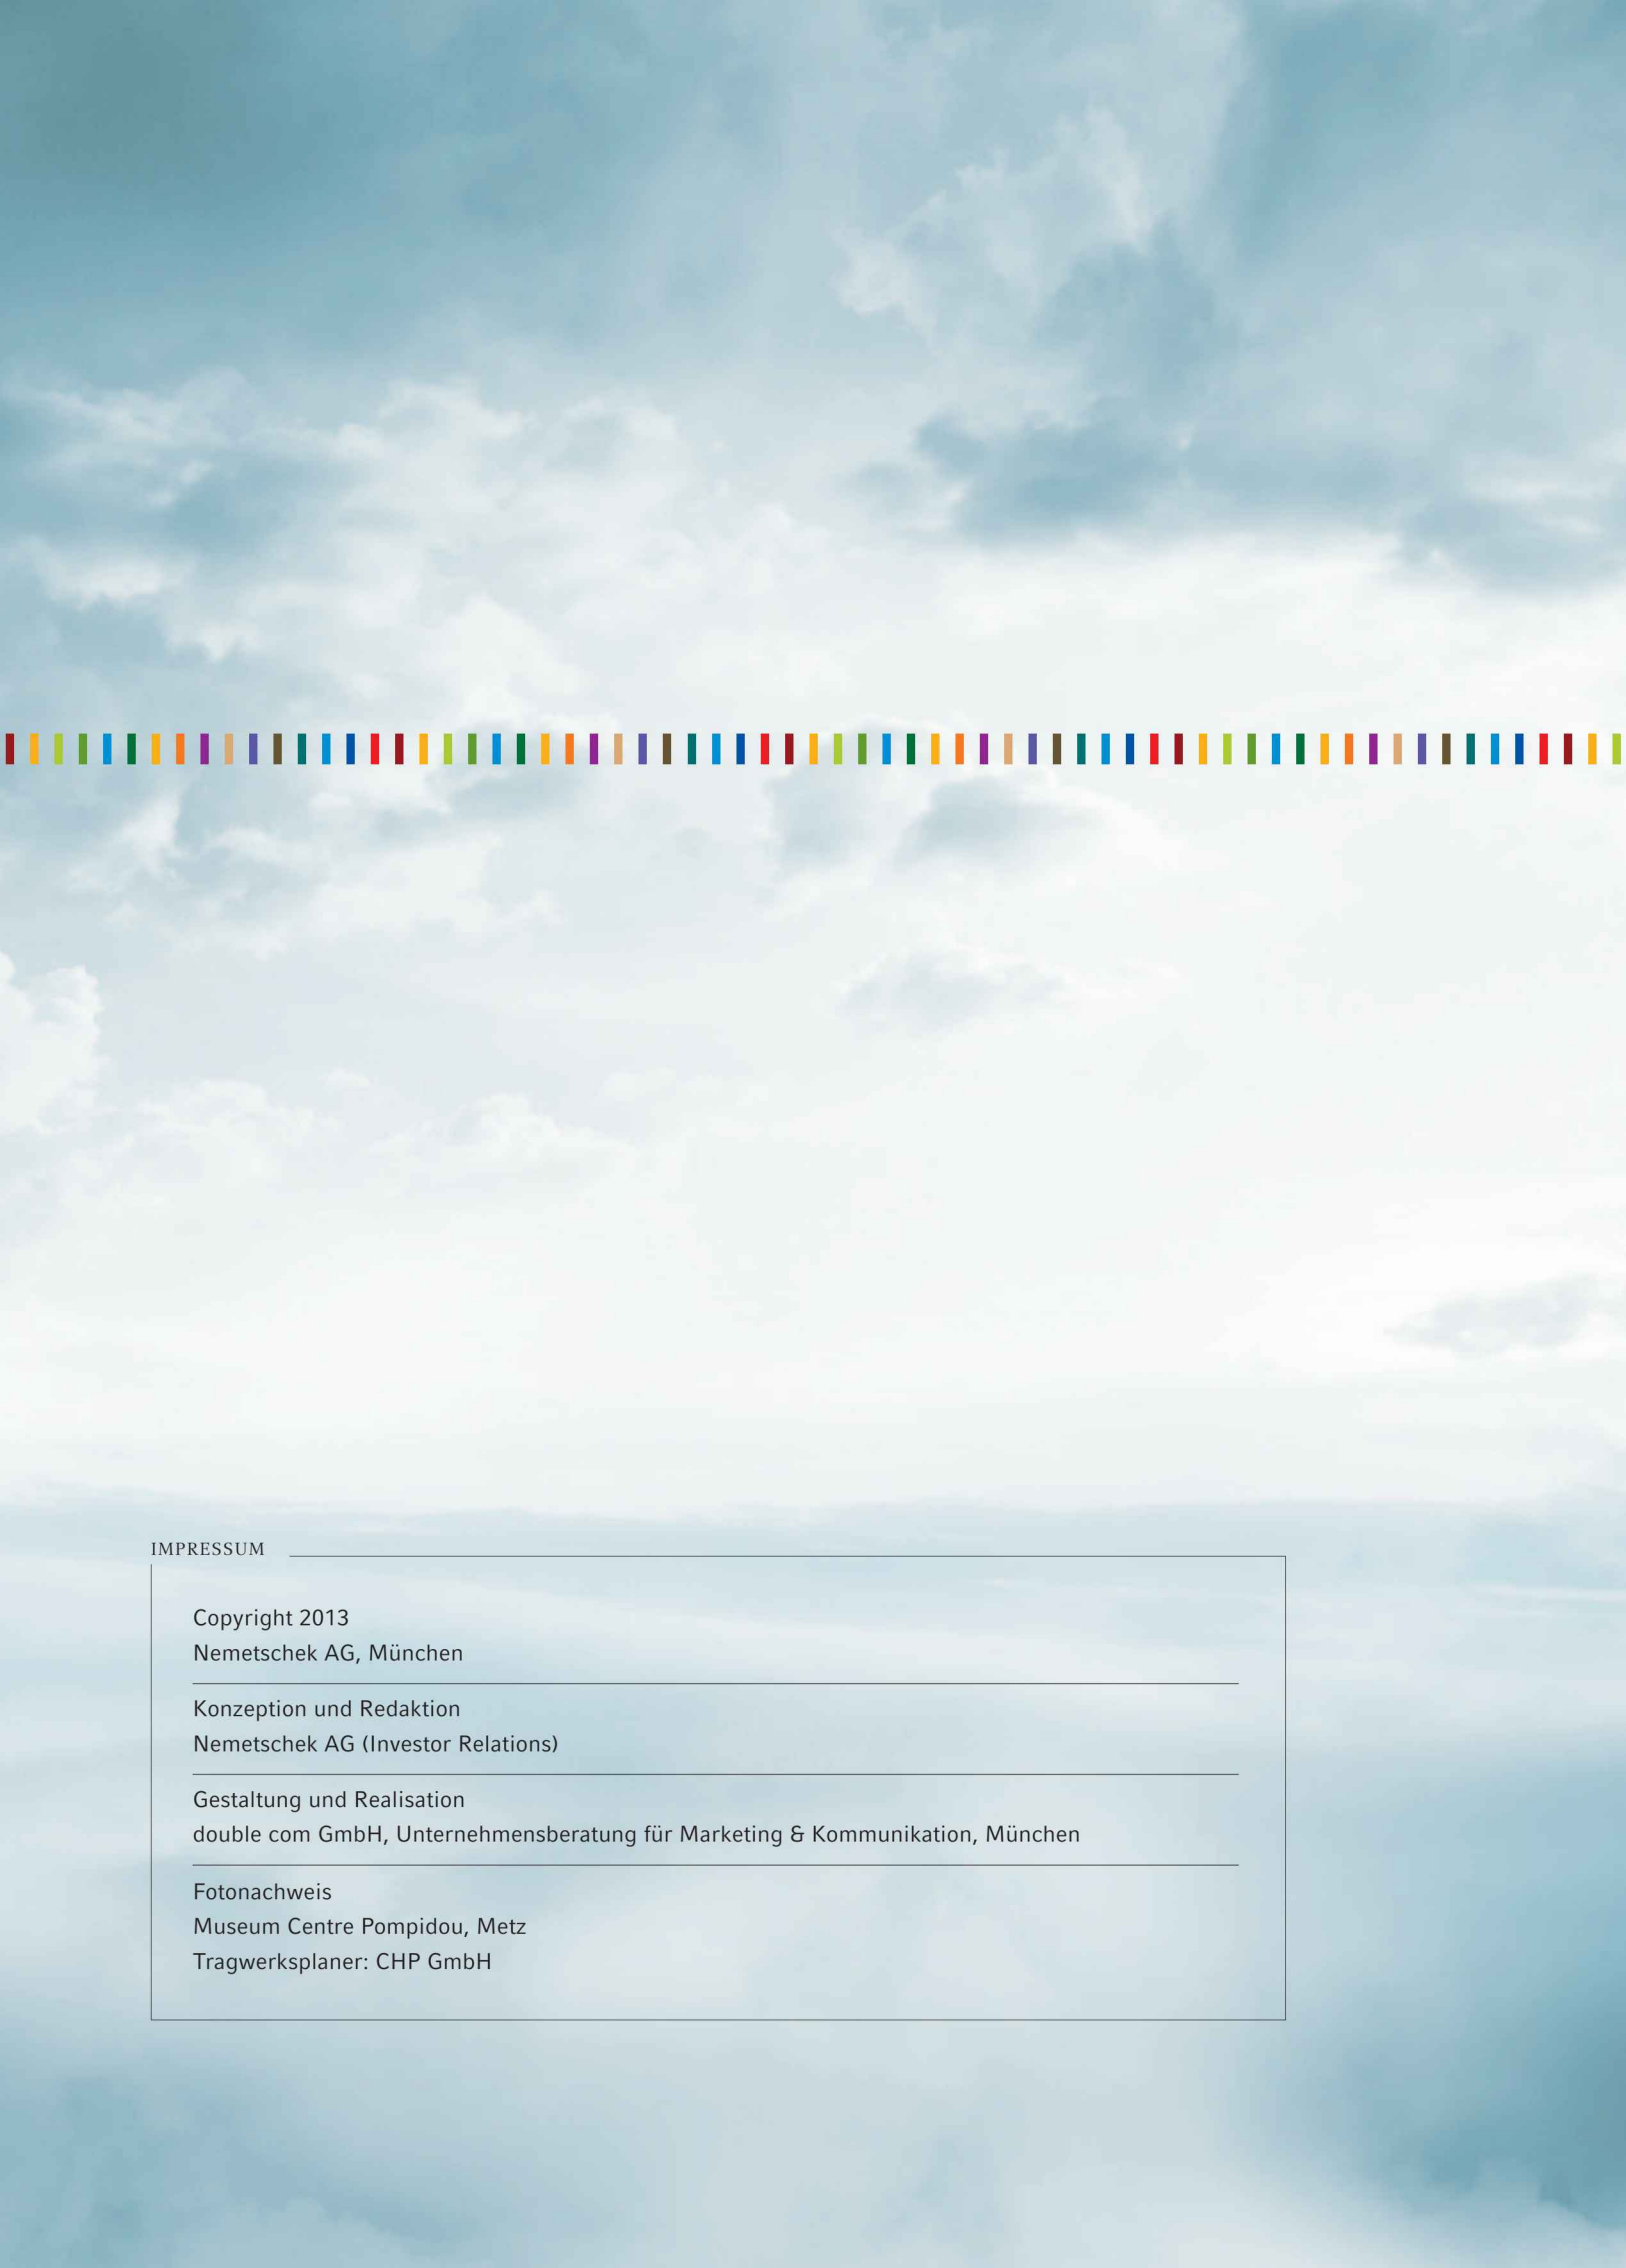 IMPRESSUM
Copyright 2013
Nemetschek AG, München
Konzeption und Redaktion
Nemetschek AG (Investor Relations)
Gestaltung und Realisation
double com GmbH, Unternehmensberatung für Marketing & Kommunikation, München
Fotonachweis
Museum Centre Pompidou, Metz
Tragwerksplaner: CHP GmbH